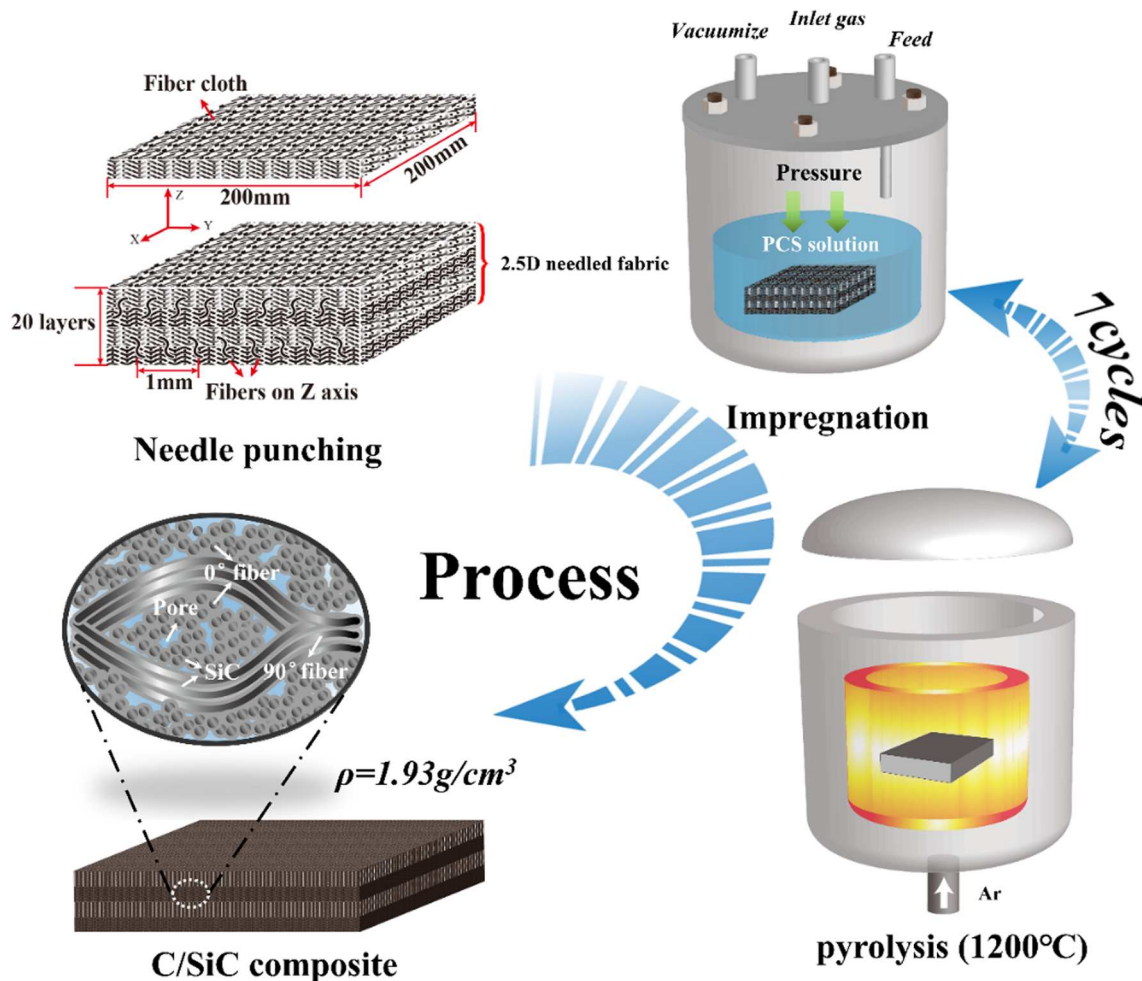 Fiber cloth
200mm
200mm
Z
X
Y
20 layers
2.5D needled fabric
1mm
Fibers on Z axis
Needle punching
Vacuumize
Inlet gas
Feed
Pressure
PCS solution
Impregnation
7 cycles
Process
0° fiber
Pore
SiC
90° fiber
ρ=1.93g/cm³
C/SiC composite
Ar
pyrolysis (1200°C)